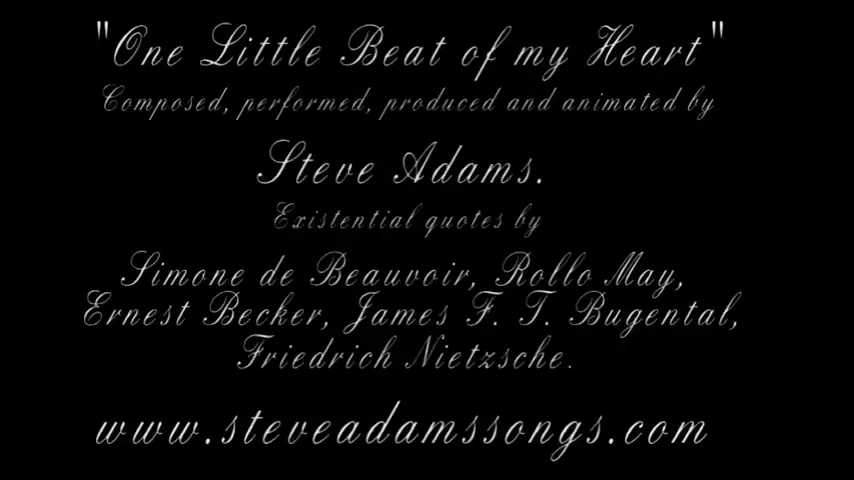 "One Little Beat of my Heart"
Composed, performed, produced and animated by
Steve Adams.
Existential quotes by
Simone de Beauvoir, Rollo May,
Ernest Becker, James F. T. Bugental,
Friedrich Nietzsche.
www.steveadamssongs.com